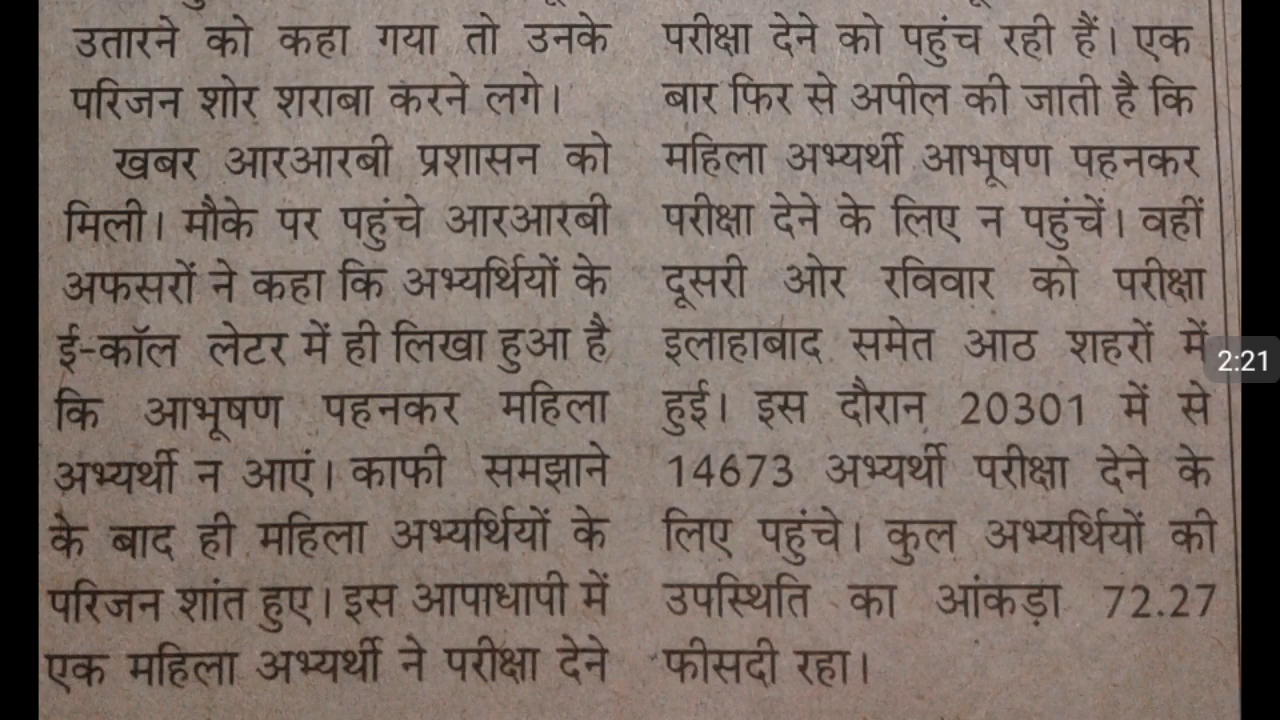 उतारने को कहा गया तो उनके
परिजन शोर शराबा करने लगे।
खबर आरआरबी प्रशासन को
मिली। मौके पर पहुंचे आरआरबी
अफसरों ने कहा कि अभ्यर्थियों के
ई-कॉल लेटर में ही लिखा हुआ है
कि आभूषण पहनकर महिला
अभ्यर्थी न आएं। काफी समझाने
के बाद ही महिला अभ्यर्थियों के
परिजन शांत हुए। इस आपाधापी में
एक महिला अभ्यर्थी ने परीक्षा देने
परीक्षा देने को पहुंच रही हैं। एक
बार फिर से अपील की जाती है कि
महिला अभ्यर्थी आभूषण पहनकर
परीक्षा देने के लिए न पहुंचें। वहीं
दूसरी ओर रविवार को परीक्षा
इलाहाबाद समेत आठ शहरों में
हुई। इस दौरान 20301 में से
14673 अभ्यर्थी परीक्षा देने के
लिए पहुंचे। कुल अभ्यर्थियों की
उपस्थिति का आंकड़ा 72.27
फीसदी रहा।
2:21